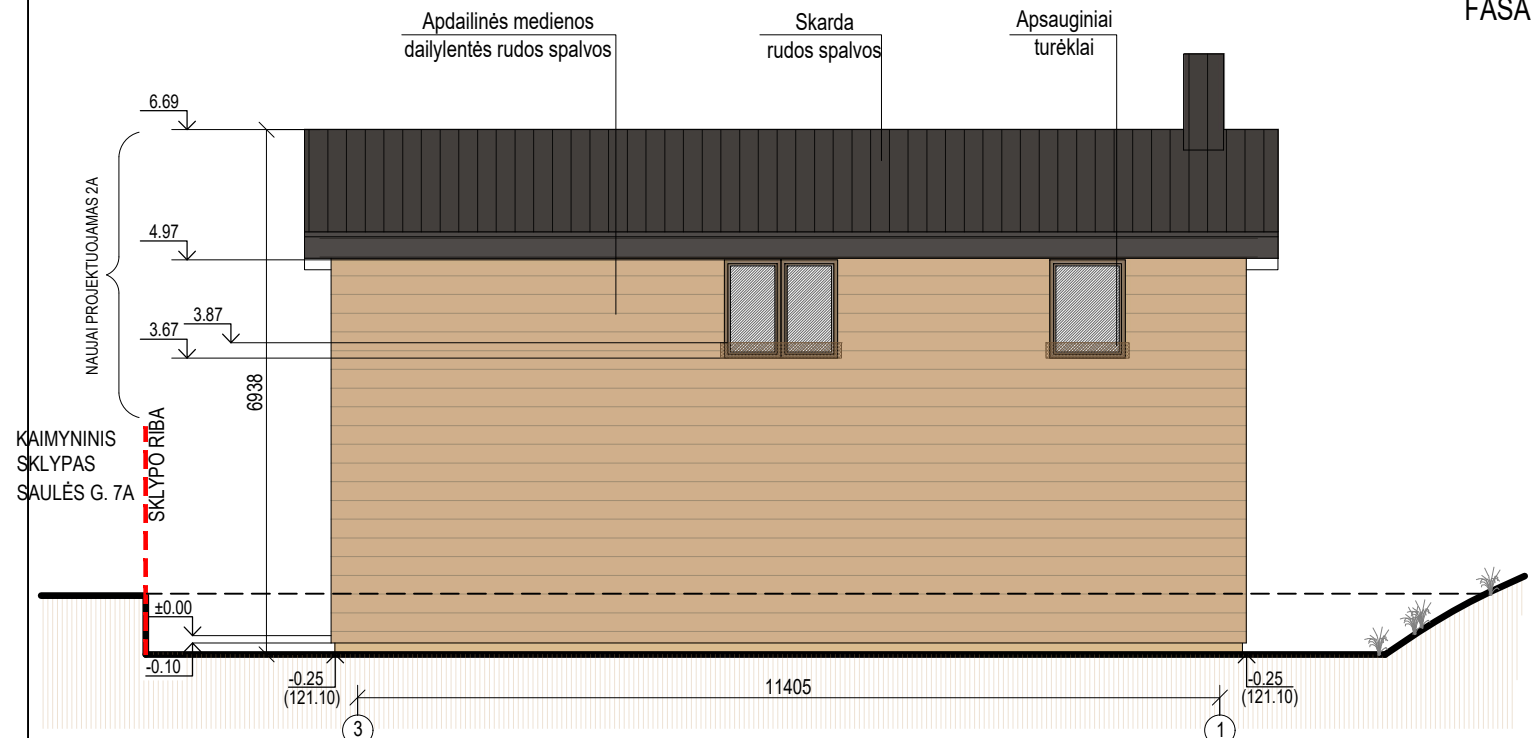 FASA
Apdailinės medienos
dailylentės rudos spalvos
Skarda
rudos spalvos
Apsauginiai
turėklai
6.69
4.97
3.87
3.67
NAUJAI PROJEKTUOJAMAS 2A
6938
KAIMYNINIS
SKLYPAS
SAULĖS G. 7A
SKLYPO RIBA
±0.00
-0.10
-0.25
(121.10)
11405
-0.25
(121.10)
3
1